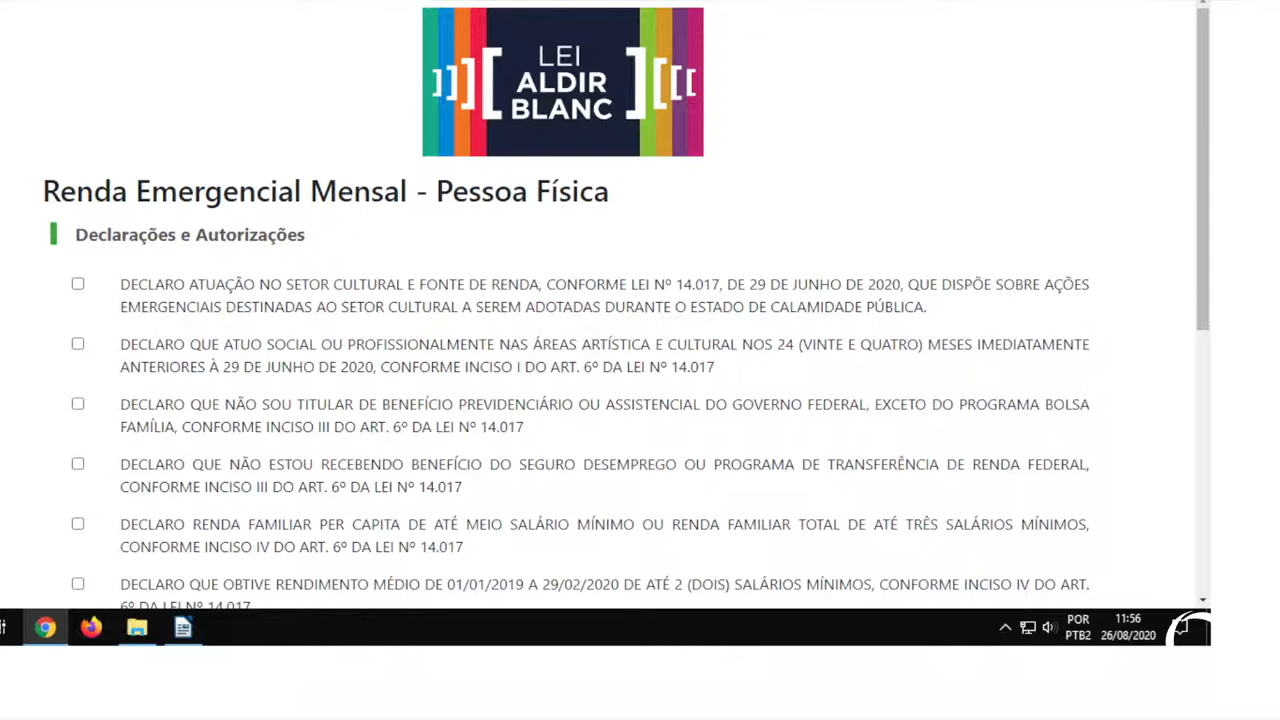 LEI
ALDIR
BLANC
Renda Emergencial Mensal - Pessoa Física
Declarações e Autorizações
DECLARO ATUAÇÃO NO SETOR CULTURAL E FONTE DE RENDA, CONFORME LEI Nº 14.017, DE 29 DE JUNHO DE 2020, QUE DISPÕE SOBRE AÇÕES
EMERGENCIAIS DESTINADAS AO SETOR CULTURAL A SEREM ADOTADAS DURANTE O ESTADO DE CALAMIDADE PÚBLICA.
DECLARO QUE ATUO SOCIAL OU PROFISSIONALMENTE NAS ÁREAS ARTÍSTICA E CULTURAL NOS 24 (VINTE E QUATRO) MESES IMEDIATAMENTE
ANTERIORES À 29 DE JUNHO DE 2020, CONFORME INCISO I DO ART. 6º DA LEI Nº 14.017
DECLARO QUE NÃO SOU TITULAR DE BENEFÍCIO PREVIDENCIÁRIO OU ASSISTENCIAL DO GOVERNO FEDERAL, EXCETO DO PROGRAMA BOLSA
FAMÍLIA, CONFORME INCISO III DO ART. 6º DA LEI Nº 14.017
DECLARO QUE NÃO ESTOU RECEBENDO BENEFÍCIO DO SEGURO DESEMPREGO OU PROGRAMA DE TRANSFERÊNCIA DE RENDA FEDERAL,
CONFORME INCISO III DO ART. 6º DA LEI Nº 14.017
DECLARO RENDA FAMILIAR PER CAPITA DE ATÉ MEIO SALÁRIO MÍNIMO OU RENDA FAMILIAR TOTAL DE ATÉ TRÊS SALÁRIOS MÍNIMOS,
CONFORME INCISO IV DO ART. 6º DA LEI Nº 14.017
DECLARO QUE OBTIVE RENDIMENTO MÉDIO DE 01/01/2019 A 29/02/2020 DE ATÉ 2 (DOIS) SALÁRIOS MÍNIMOS, CONFORME INCISO IV DO ART.
6º DA LEI Nº 14.017
POR
PTB2
11:56
26/08/2020